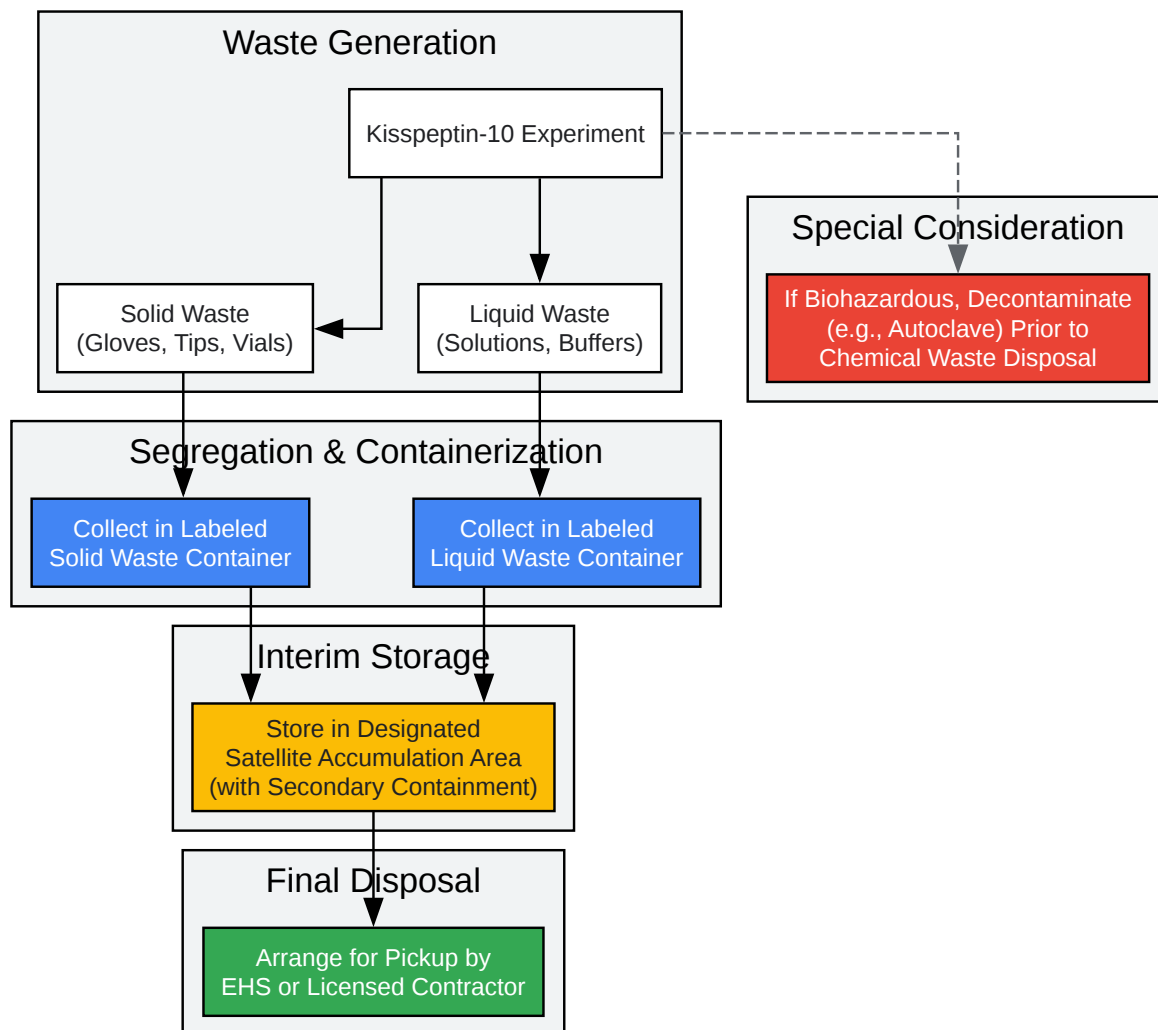 Waste Generation
Kisspeptin-10 Experiment
Solid Waste
(Gloves, Tips, Vials)
Liquid Waste
(Solutions, Buffers)
Special Consideration
If Biohazardous, Decontaminate
(e.g., Autoclave) Prior to
Chemical Waste Disposal
Segregation & Containerization
Collect in Labeled
Solid Waste Container
Collect in Labeled
Liquid Waste Container
Interim Storage
Store in Designated
Satellite Accumulation Area
(with Secondary Containment)
Final Disposal
Arrange for Pickup by
EHS or Licensed Contractor